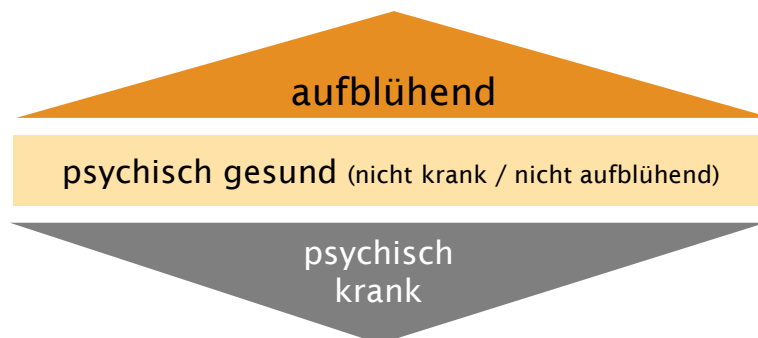 aufblühend
psychisch gesund (nicht krank / nicht aufblühend)
psychisch
krank